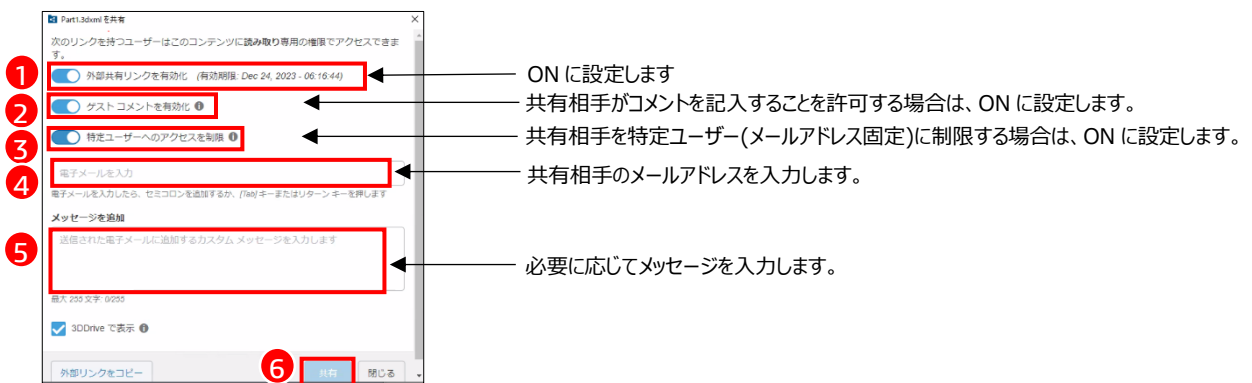 Part1.3dxml を共有
次のリンクを持つユーザーはこのコンテンツに読み取り専用の権限でアクセスできま
す。
1 外部共有リンクを有効化 (有効期限: Dec 24, 2023 - 06:16:44) ON に設定します
2 ゲスト コメントを有効化 共有相手がコメントを記入することを許可する場合は、ON に設定します。
3 特定ユーザーへのアクセスを制限 共有相手を特定ユーザー(メールアドレス固定)に制限する場合は、ON に設定します。
4 電子メールを入力 共有相手のメールアドレスを入力します。
電子メールを入力したら、セミコロンを追加するか、[Tab] キーまたはリターン キーを押します
メッセージを追加
5 送信された電子メールに追加するカスタム メッセージを入力します
必要に応じてメッセージを入力します。
最大 255 文字: 0/255
3DDrive で表示
外部リンクをコピー 6 共有 閉じる